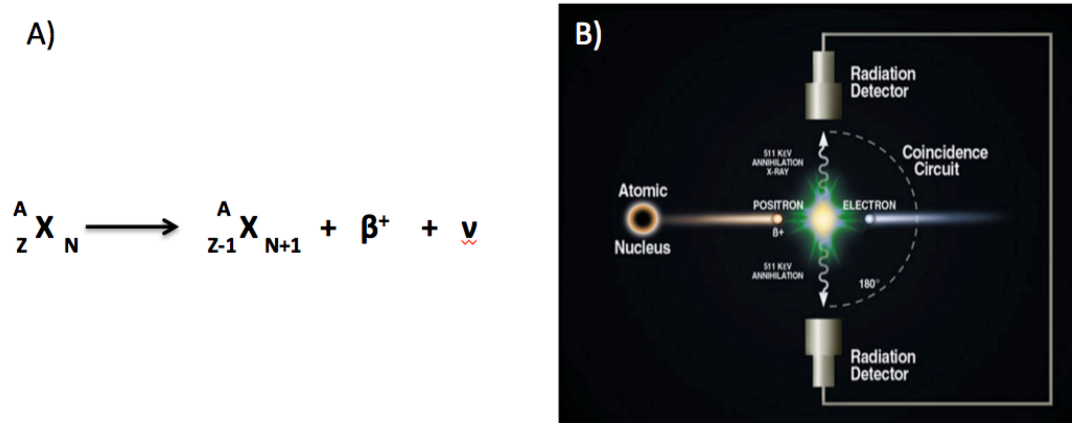 A)
A
Z X N ⟶ A
Z-1 X N+1 + β+ + ν
B)
Radiation
Detector
511 KEV
ANNIHILATION
X-RAY
Coincidence
Circuit
Atomic
Nucleus
POSITRON
ß+
ELECTRON
511 KEV
ANNIHILATION
180°
Radiation
Detector